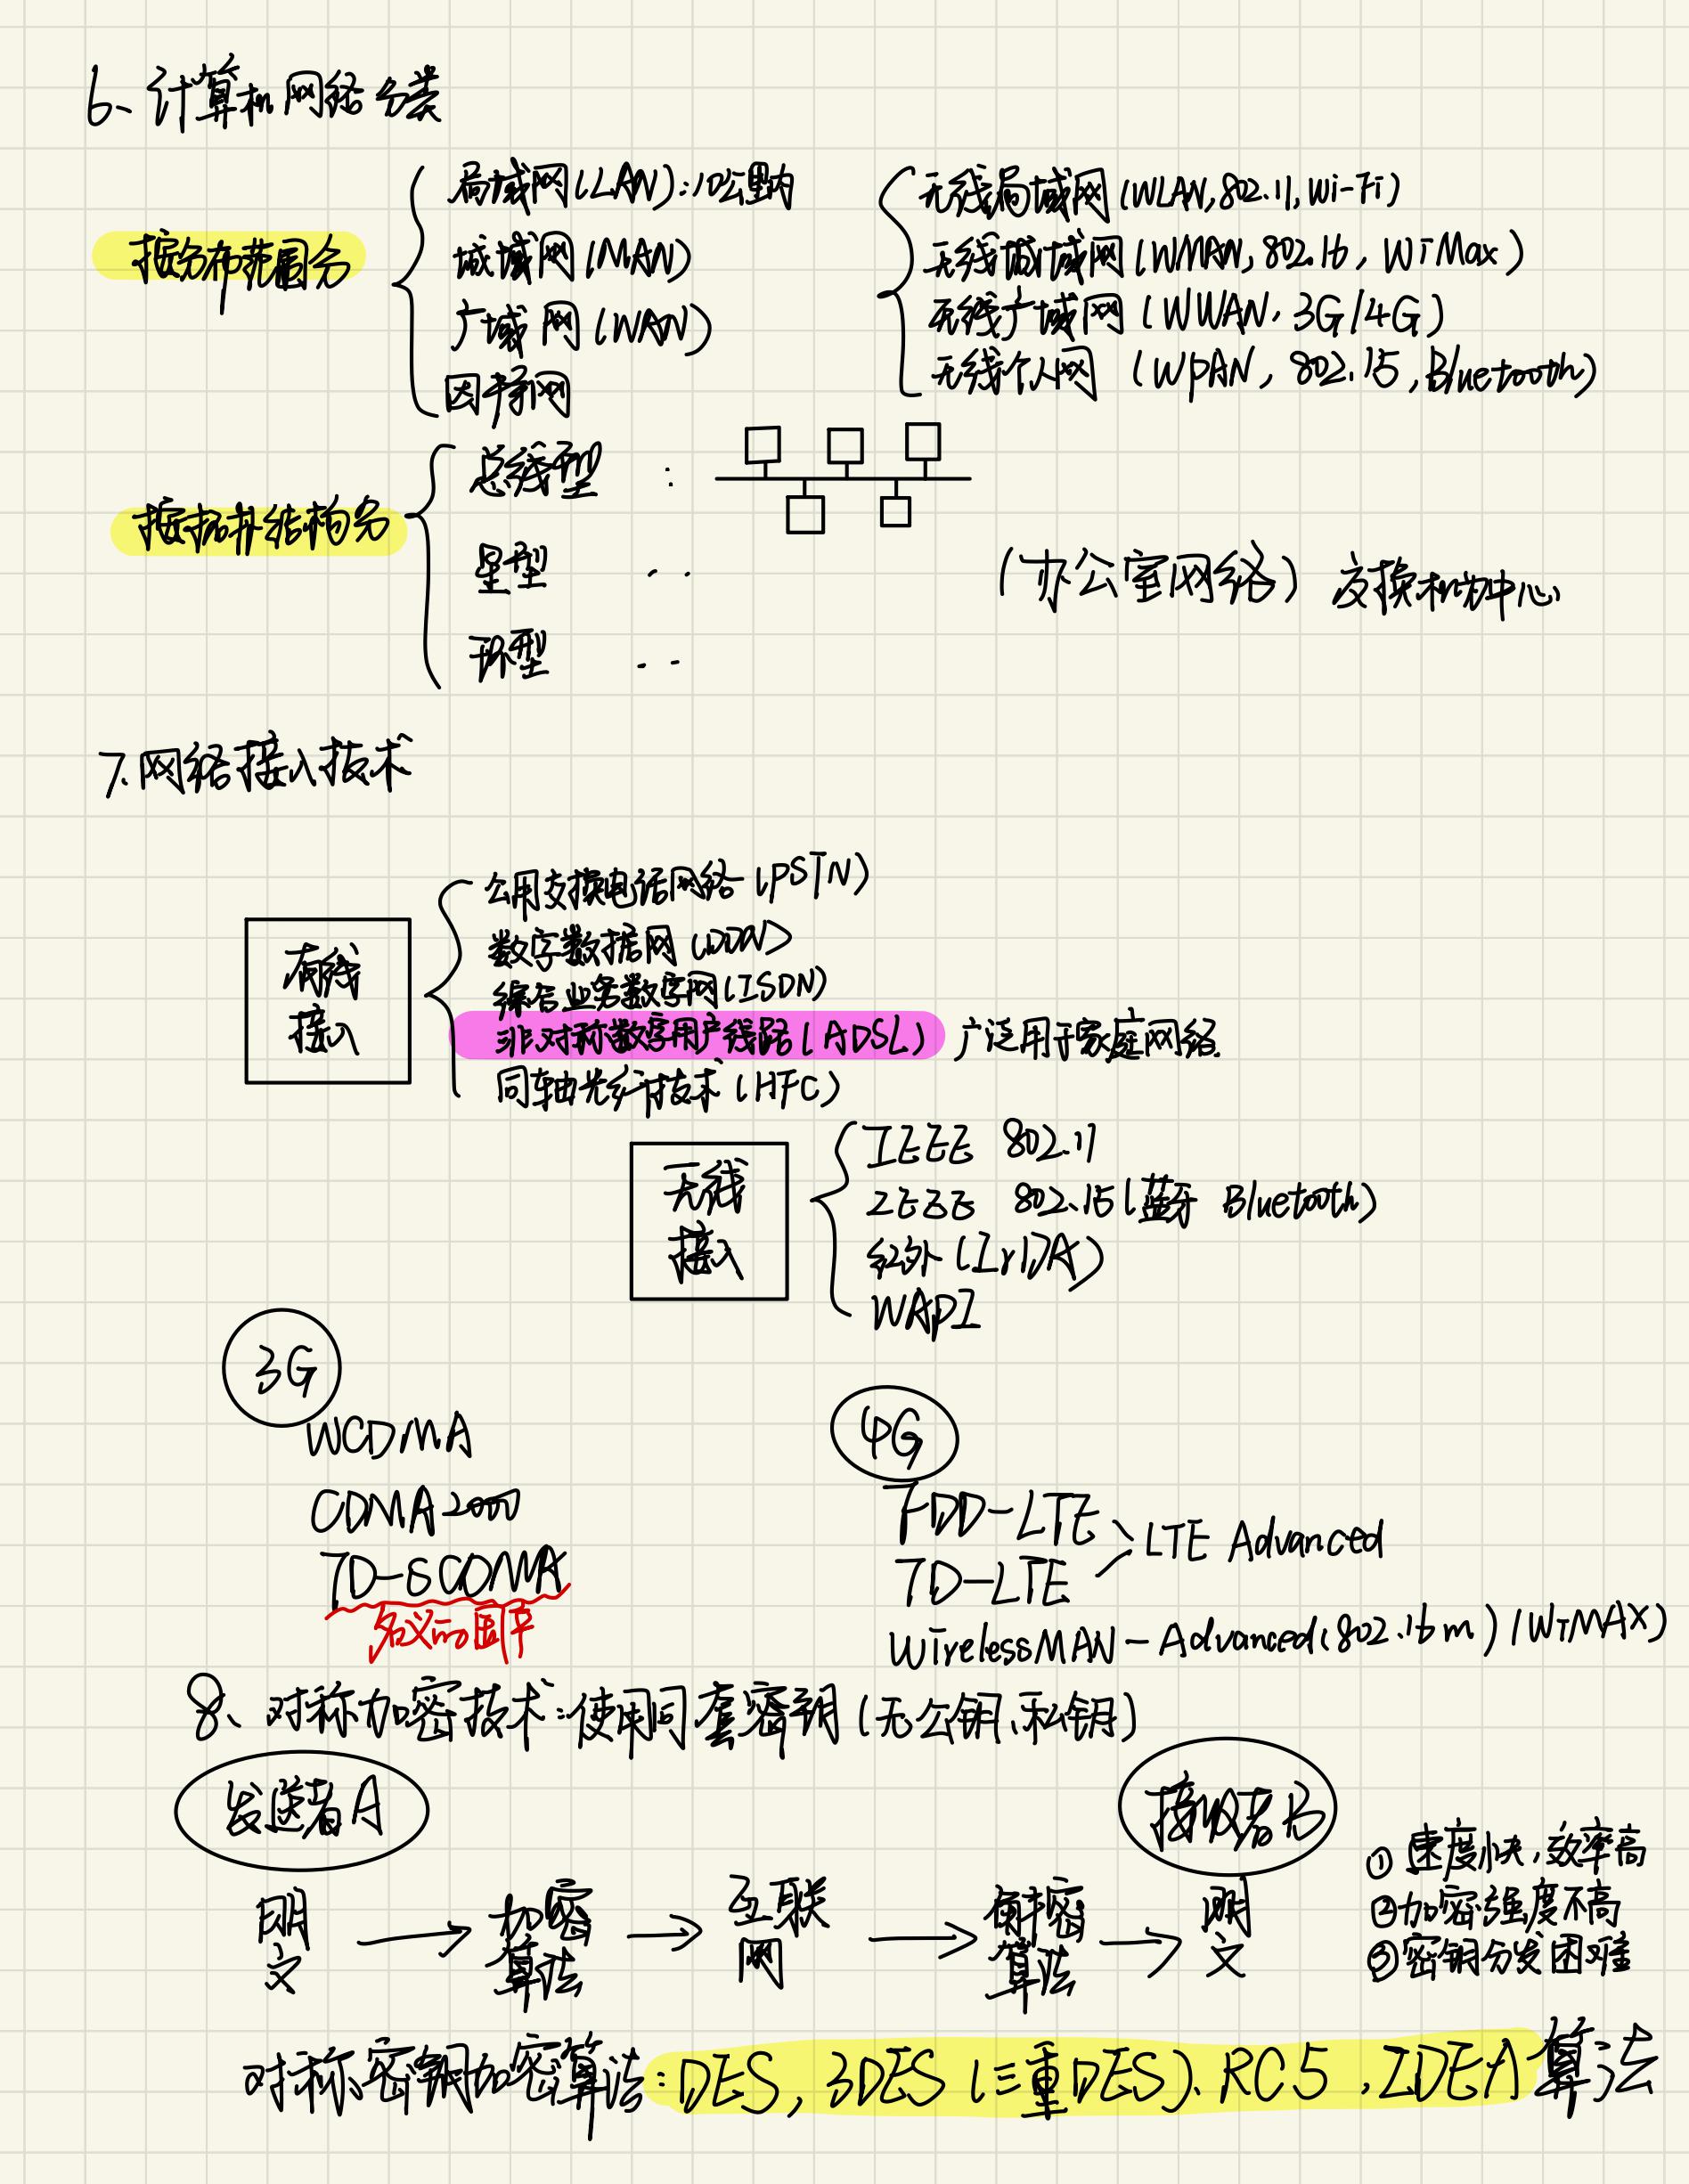 6、计算机网络分类
按分布范围分
局域网(LAN):10公里内
城域网(MAN)
广域网(WAN)
因特网
无线局域网(WLAN,802.11,Wi-Fi)
无线城域网(WMAN,802.16,WiMax)
无线广域网(WWAN,3G/4G)
无线个人网(WPAN,802.15,Bluetooth)
按拓扑结构分
总线型:
星型 ..
(办公室网络)交换机为中心
环型 ..
7.网络接入技术
有线
接入
公用交换电话网络(PSTN)
数字数据网(DDN)
综合业务数字网(ISDN)
非对称数字用户线路(ADSL)广泛用于家庭网络
同轴光纤技术(HFC)
无线
接入
IEEE 802.11
IEEE 802.15(蓝牙 Bluetooth)
红外(IrDA)
WAPI
3G
WCDMA
CDMA2000
TD-SCDMA
4G
FDD-LTE
TD-LTE
LTE Advanced
WirelessMAN-Advanced(802.16m)(WiMAX)
8、对称加密技术:使用同套密钥(无公钥、私钥)
发送者A
接收者B
明
文
加密
算法
互联
网
解密
算法
明
文
①速度快,效率高
②加密强度不高
③密钥分发困难
对称密钥加密算法:DES,3DES(三重DES)、RC5,IDEA算法